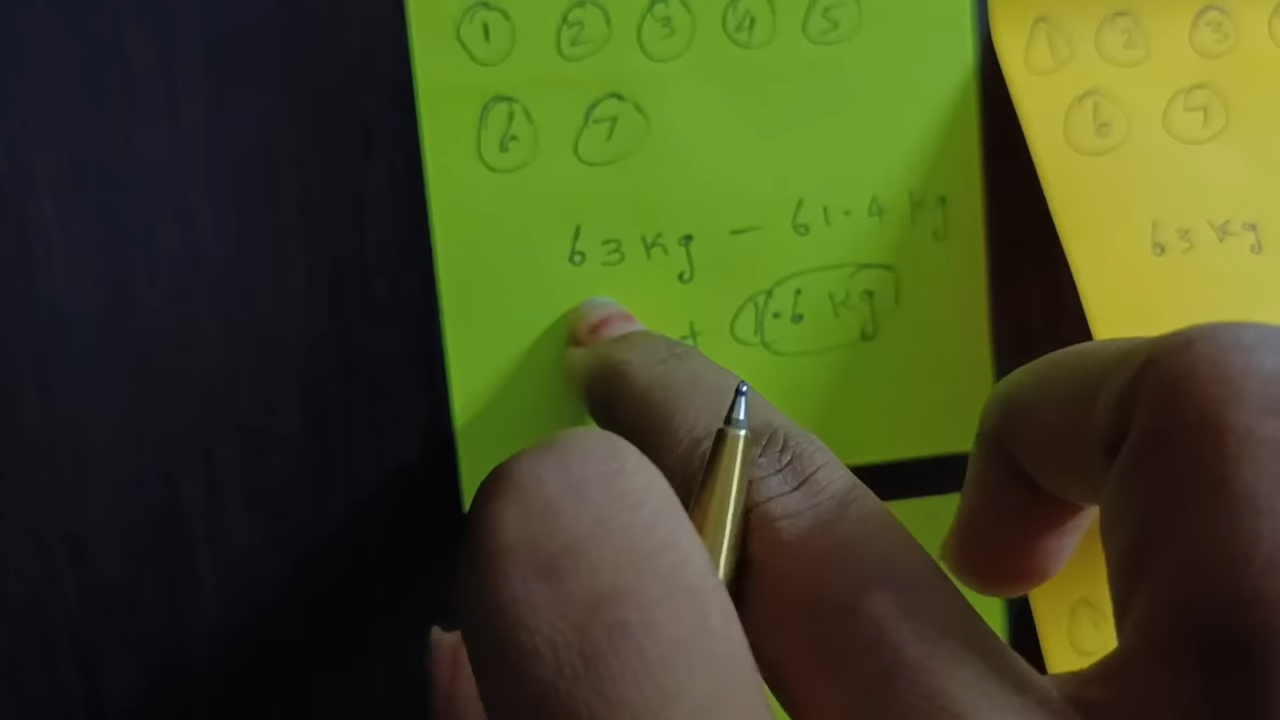 1 2 3 4 5
6 7
63 Kg - 61.4 Kg
1.6 Kg
1 2 3
6 7
63 Kg